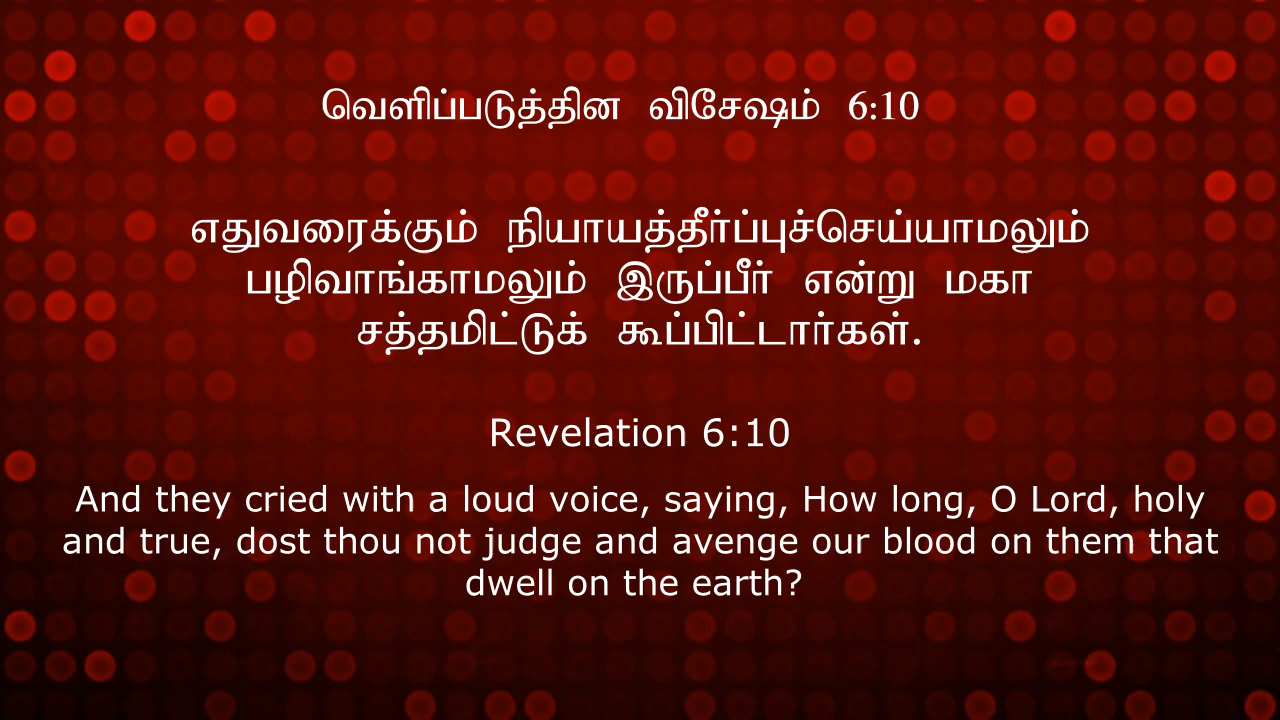 வெளிப்படுத்தின விசேஷம் 6:10
எதுவரைக்கும் நியாயத்தீர்ப்புச்செய்யாமலும்
பழிவாங்காமலும் இருப்பீர் என்று மகா
சத்தமிட்டுக் கூப்பிட்டார்கள்.
Revelation 6:10
And they cried with a loud voice, saying, How long, O Lord, holy
and true, dost thou not judge and avenge our blood on them that
dwell on the earth?